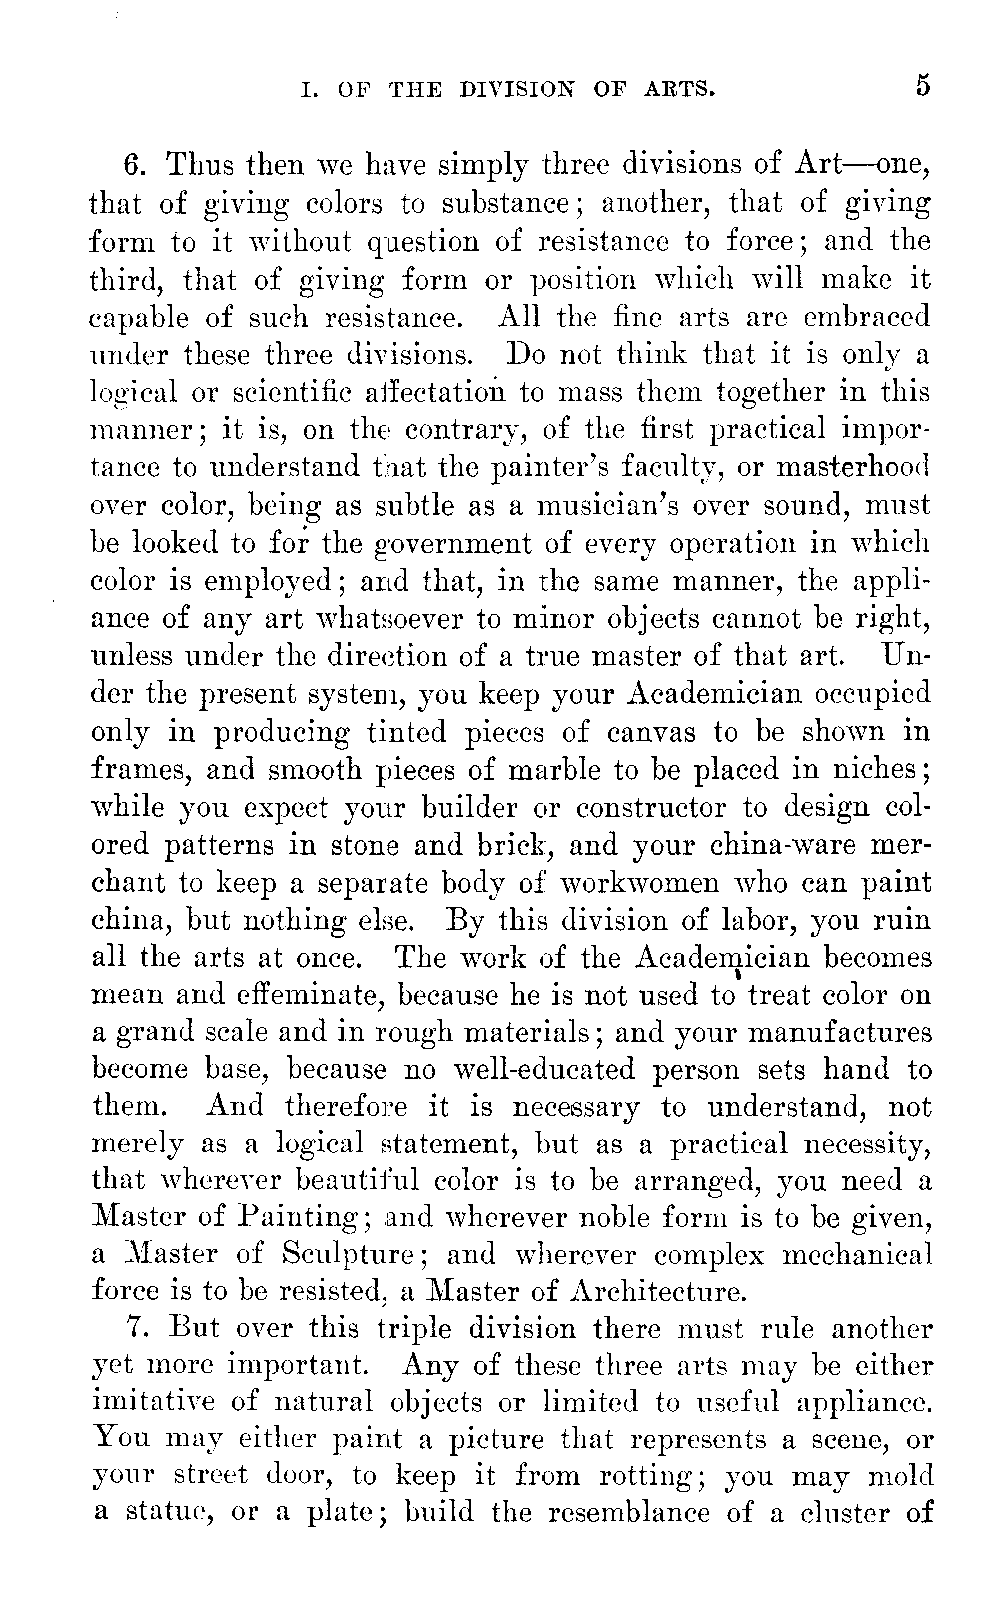 I. OF THE DIVISION OF ARTS. 5
6. Thus then we have simply three divisions of Art—one,
that of giving colors to substance; another, that of giving
form to it without question of resistance to force; and the
third, that of giving form or position which will make it
capable of such resistance. All the fine arts are embraced
under these three divisions. Do not think that it is only a
logical or scientific affectation to mass them together in this
manner; it is, on the contrary, of the first practical impor-
tance to understand that the painter's faculty, or masterhood
over color, being as subtle as a musician's over sound, must
be looked to for the government of every operation in which
color is employed; and that, in the same manner, the appli-
ance of any art whatsoever to minor objects cannot be right,
unless under the direction of a true master of that art. Un-
der the present system, you keep your Academician occupied
only in producing tinted pieces of canvas to be shown in
frames, and smooth pieces of marble to be placed in niches;
while you expect your builder or constructor to design col-
ored patterns in stone and brick, and your china-ware mer-
chant to keep a separate body of workwomen who can paint
china, but nothing else. By this division of labor, you ruin
all the arts at once. The work of the Academician becomes
mean and effeminate, because he is not used to treat color on
a grand scale and in rough materials; and your manufactures
become base, because no well-educated person sets hand to
them. And therefore it is necessary to understand, not
merely as a logical statement, but as a practical necessity,
that wherever beautiful color is to be arranged, you need a
Master of Painting; and wherever noble form is to be given,
a Master of Sculpture; and wherever complex mechanical
force is to be resisted, a Master of Architecture.
7. But over this triple division there must rule another
yet more important. Any of these three arts may be either
imitative of natural objects or limited to useful appliance.
You may either paint a picture that represents a scene, or
your street door, to keep it from rotting; you may mold
a statue, or a plate; build the resemblance of a cluster of